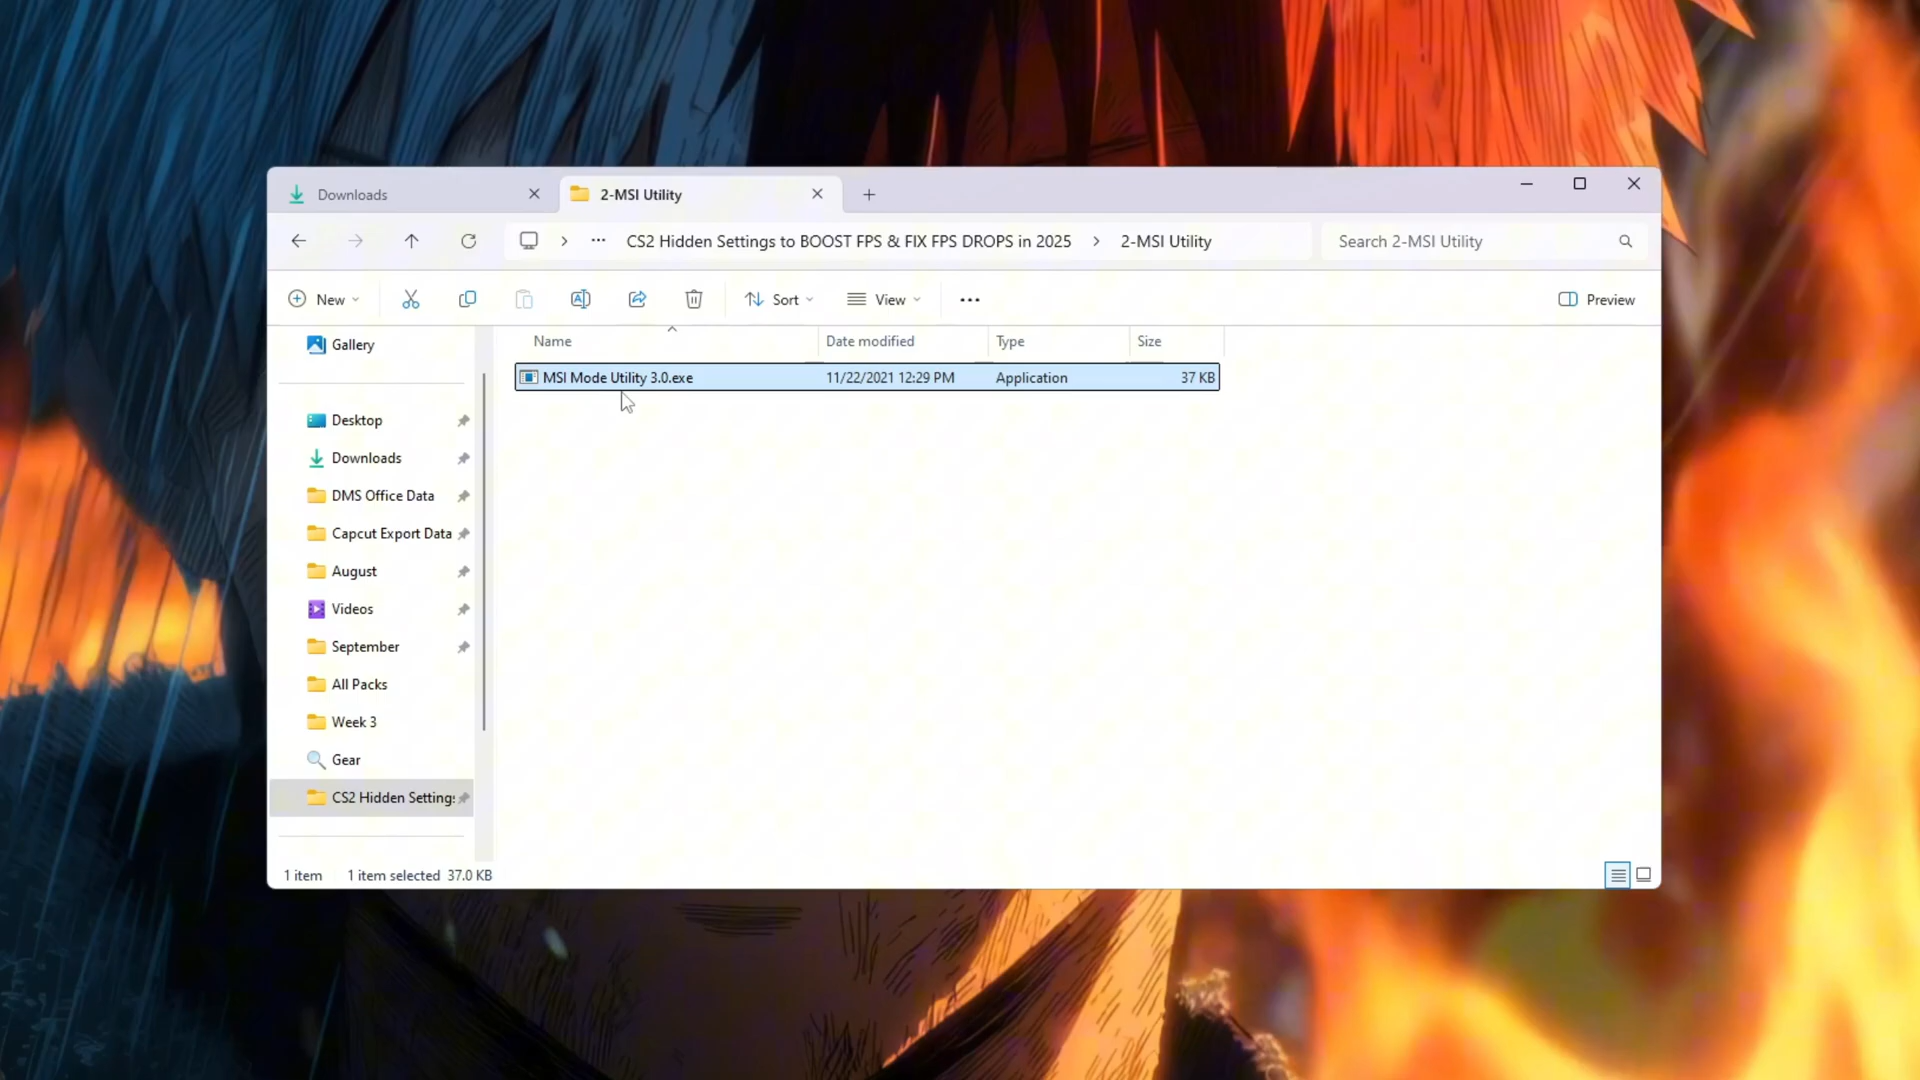 Downloads
2-MSI Utility
CS2 Hidden Settings to BOOST FPS & FIX FPS DROPS in 2025
2-MSI Utility
Search 2-MSI Utility
New
Sort
View
Preview
Name
Date modified
Type
Size
MSI Mode Utility 3.0.exe
11/22/2021 12:29 PM
Application
37 KB
Gallery
Desktop
Downloads
DMS Office Data
Capcut Export Data
August
Videos
September
All Packs
Week 3
Gear
CS2 Hidden Settings
1 item
1 item selected 37.0 KB